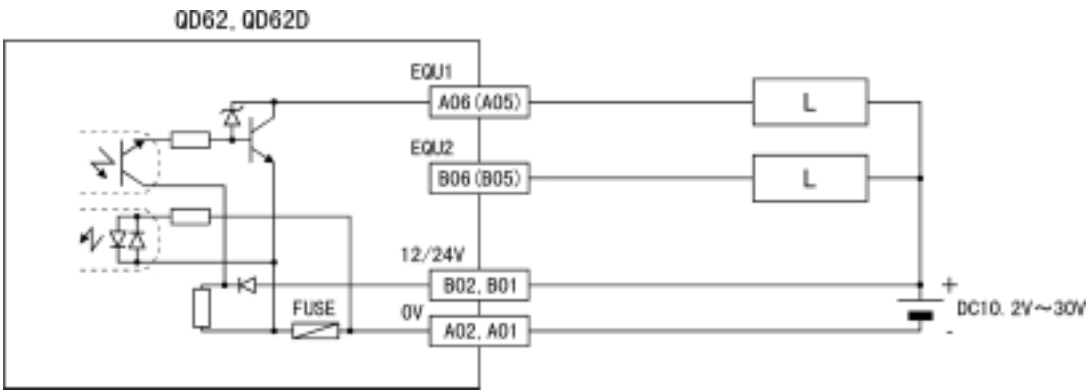 QD62, QD62D
EQU1
A06 (A05)
L
EQU2
B06 (B05)
L
12/24V
B02, B01
+
FUSE
0V
A02, A01
DC10. 2V～30V
-